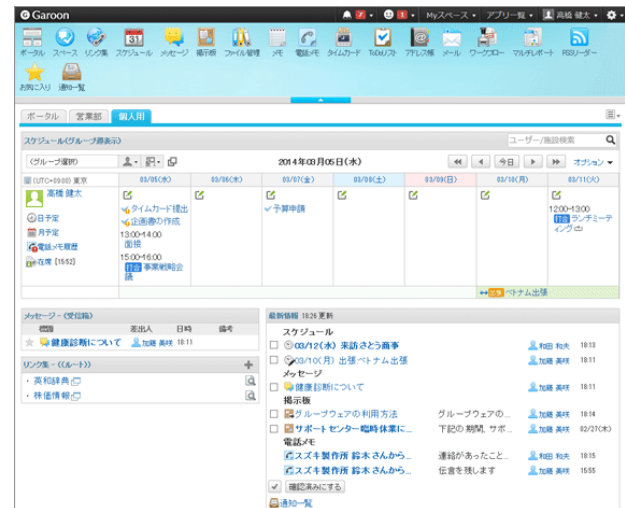 Garoon
7
1
Myスペース
アプリ一覧
高橋 健太
ポータル
スペース
リンク集
スケジュール
メッセージ
掲示板
ファイル管理
メモ
電話メモ
タイムカード
ToDoリスト
アドレス帳
メール
ワークフロー
マルチレポート
RSSリーダー
お気に入り
通知一覧
ポータル
営業部
個人用
スケジュール(グループ週表示)
ユーザー/施設検索
(グループ選択)
2014年03月05日(水)
今日
オプション
(UTC+09:00) 東京
03/05(水)
03/06(木)
03/07(金)
03/08(土)
03/09(日)
03/10(月)
03/11(火)
高橋 健太
日予定
月予定
電話メモ履歴
在席 [15:52]
タイムカード提出
企画書の作成
13:00-14:00
面接
15:00-16:00
打合 事業戦略会
議
予算申請
12:00-13:00
打合 ランチミーテ
ィング
出張 ベトナム出張
メッセージ - (受信箱)
標題
差出人
日時
備考
健康診断について
加藤 美咲
18:11
リンク集 - ((ルート))
英和辞典
株価情報
最新情報 18:26 更新
スケジュール
03/12(水) 来訪 さとう商事
和田 和夫
18:13
03/10(月) 出張:ベトナム出張
加藤 美咲
18:11
メッセージ
健康診断について
加藤 美咲
18:11
掲示板
グループウェアの利用方法
グループウェアの...
加藤 美咲
18:14
サポートセンター臨時休業に...
下記の期間、サポ...
加藤 美咲
02/27(木)
電話メモ
スズキ製作所 鈴木 さんから...
連絡があったこと...
和田 和夫
18:15
スズキ製作所 鈴木 さんから...
伝言を残します
加藤 美咲
15:55
確認済みにする
通知一覧